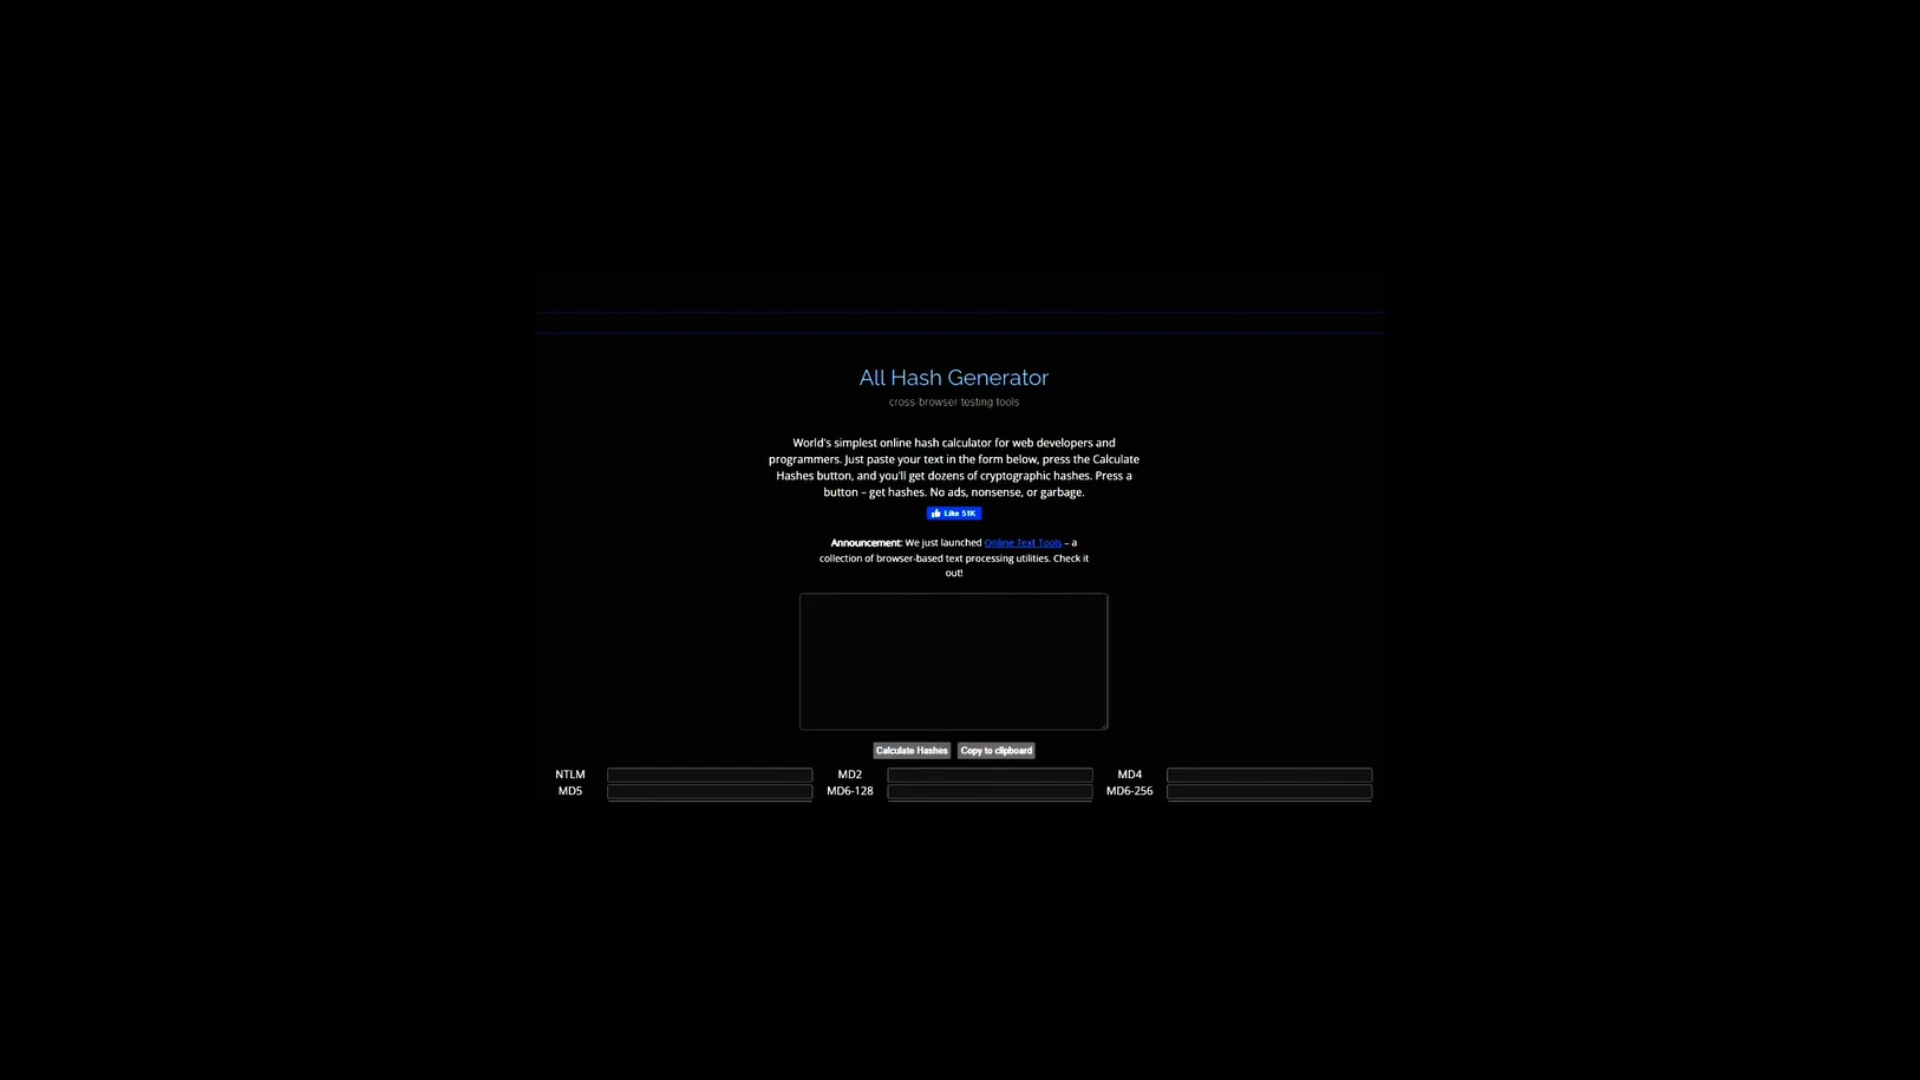 All Hash Generator
cross-browser testing tools
World's simplest online hash calculator for web developers and
programmers. Just paste your text in the form below, press the Calculate
Hashes button, and you'll get dozens of cryptographic hashes. Press a
button – get hashes. No ads, nonsense, or garbage.
Like 51K
Announcement: We just launched Online Text Tools – a
collection of browser-based text processing utilities. Check it
out!
Calculate Hashes Copy to clipboard
NTLM MD2 MD4
MD5 MD6-128 MD6-256